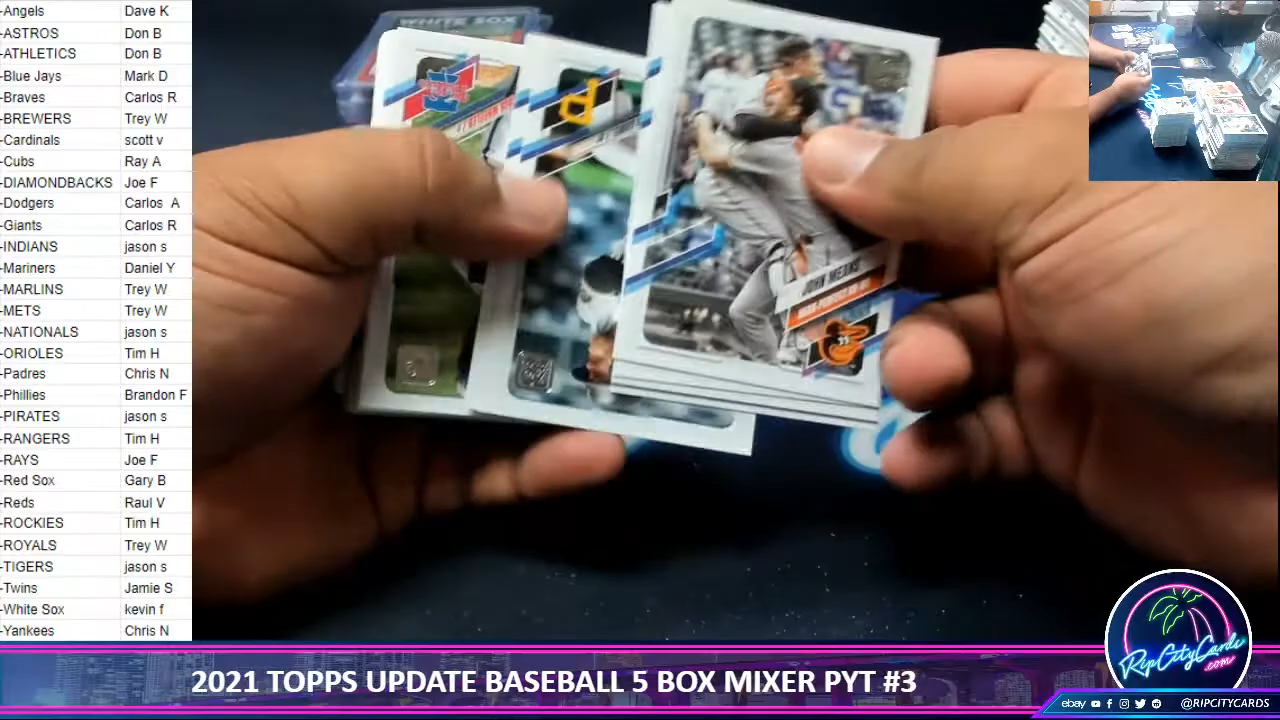 -Angels Dave K
-ASTROS Don B
-ATHLETICS Don B
-Blue Jays Mark D
-Braves Carlos R
-BREWERS Trey W
-Cardinals scott v
-Cubs Ray A
-DIAMONDBACKS Joe F
-Dodgers Carlos A
-Giants Carlos R
-INDIANS jason s
-Mariners Daniel Y
-MARLINS Trey W
-METS Trey W
-NATIONALS jason s
-ORIOLES Tim H
-Padres Chris N
-Phillies Brandon F
-PIRATES jason s
-RANGERS Tim H
-RAYS Joe F
-Red Sox Gary B
-Reds Raul V
-ROCKIES Tim H
-ROYALS Trey W
-TIGERS jason s
-Twins Jamie S
-White Sox kevin f
-Yankees Chris N
WHITE SOX
JOHN MEANS
RipCityCards
.com
2021 TOPPS UPDATE BASEBALL 5 BOX MIXER PYT #3
ebay @RIPCITYCARDS